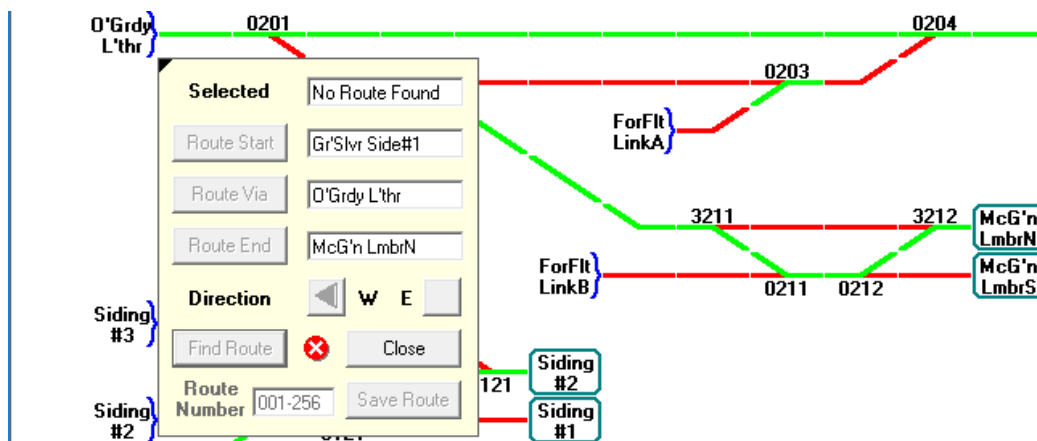 O'Grdy
L'thr
0201
0204
0203
ForFlt
LinkA
Selected
No Route Found
Route Start
Gr'Slvr Side#1
Route Via
O'Grdy L'thr
Route End
McG'n LmbrN
Direction
W E
Find Route
Close
Route
Number
001-256
Save Route
3211
3212
McG'n
LmbrN
ForFlt
LinkB
0211
0212
McG'n
LmbrS
Siding
#3
121
Siding
#2
Siding
#1
Siding
#2